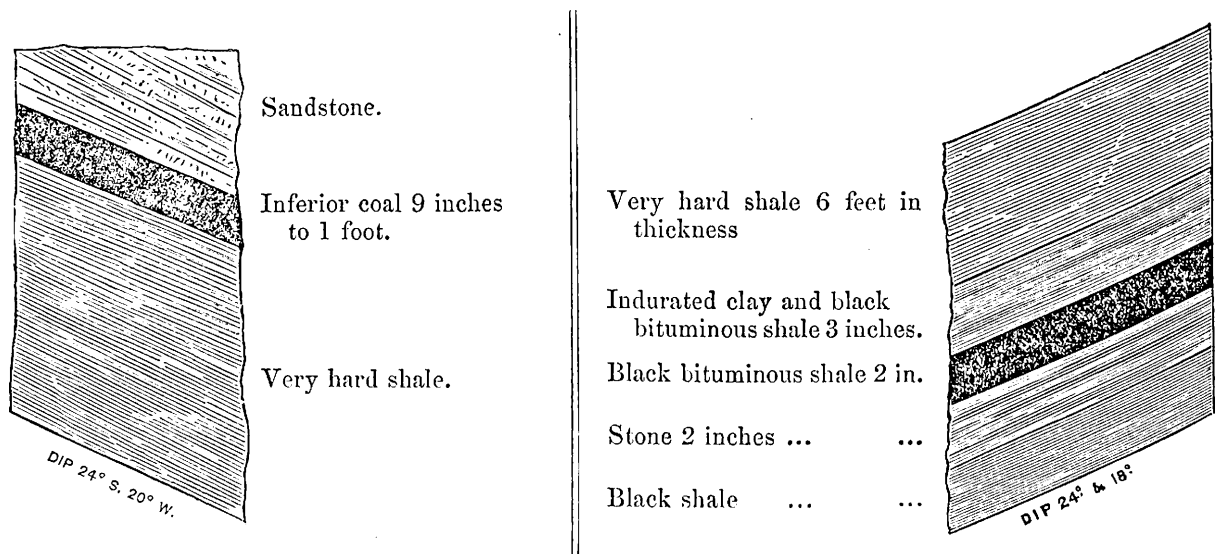 Sandstone.
Inferior coal 9 inches
to 1 foot.
Very hard shale.
DIP 24° S. 20° W.
Very hard shale 6 feet in
thickness
Indurated clay and black
bituminous shale 3 inches.
Black bituminous shale 2 in.
Stone 2 inches ... ...
Black shale ... ...
DIP 24° & 18°